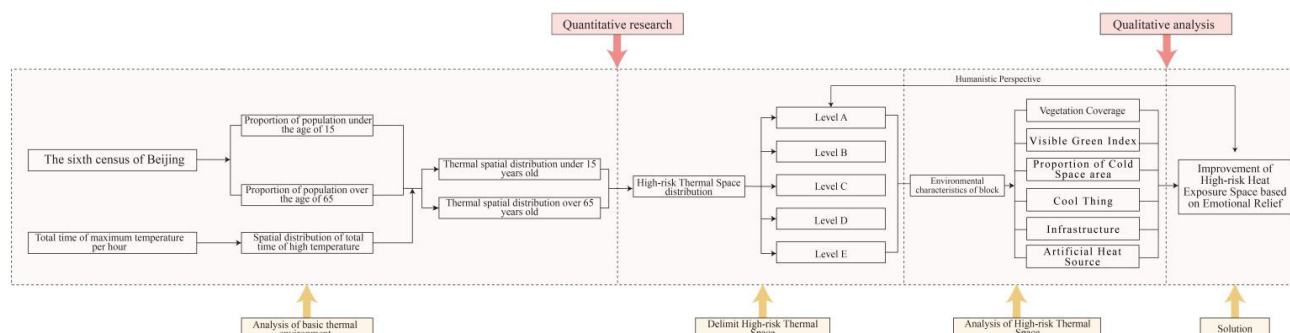 Quantitative research
Qualitative analysis
Humanistic Perspective
The sixth census of Beijing
Proportion of population under
the age of 15
Proportion of population over
the age of 65
Total time of maximum temperature
per hour
Spatial distribution of total
time of high temperature
Thermal spatial distribution under 15
years old
Thermal spatial distribution over 65
years old
High-risk Thermal Space
distribution
Level A
Level B
Level C
Level D
Level E
Environmental
characteristics of block
Vegetation Coverage
Visible Green Index
Proportion of Cold
Space area
Cool Thing
Infrastructure
Artificial Heat
Source
Improvement of
High-risk Heat
Exposure Space based
on Emotional Relief
Analysis of basic thermal
environment
Delimit High-risk Thermal
Space
Analysis of High-risk Thermal
Space
Solution